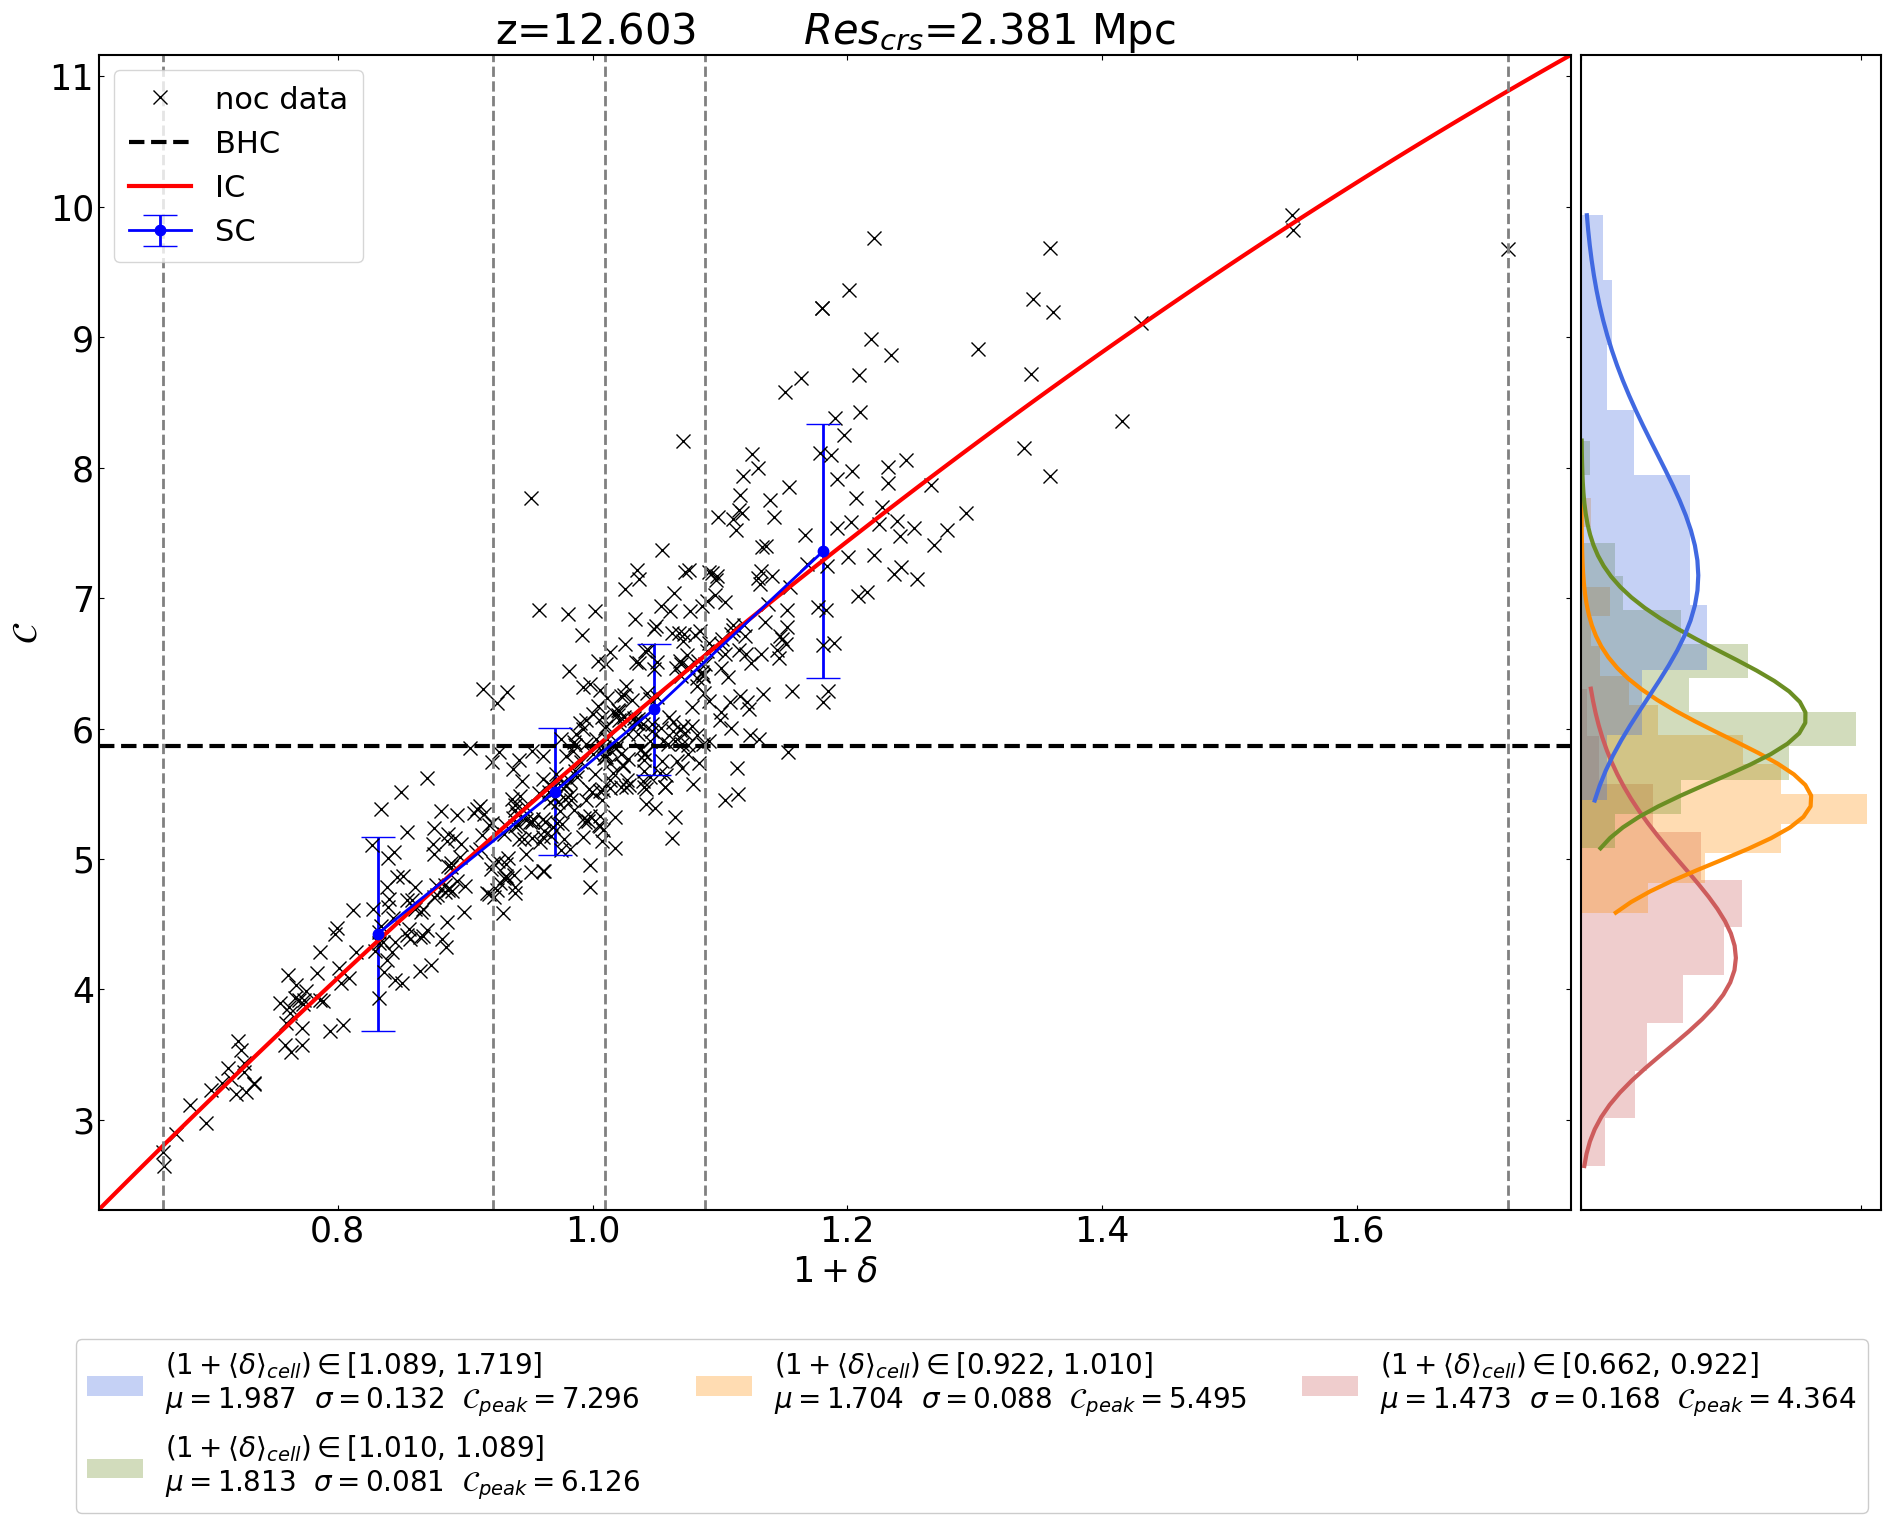 z=12.603 Res_crs=2.381 Mpc
noc data
BHC
IC
SC
11
10
9
8
7
6
5
4
3
𝒞
0.8 1.0 1.2 1.4 1.6
1 + δ
(1 + ⟨δ⟩_cell) ∈ [1.089, 1.719]
μ = 1.987 σ = 0.132 𝒞_peak = 7.296
(1 + ⟨δ⟩_cell) ∈ [1.010, 1.089]
μ = 1.813 σ = 0.081 𝒞_peak = 6.126
(1 + ⟨δ⟩_cell) ∈ [0.922, 1.010]
μ = 1.704 σ = 0.088 𝒞_peak = 5.495
(1 + ⟨δ⟩_cell) ∈ [0.662, 0.922]
μ = 1.473 σ = 0.168 𝒞_peak = 4.364